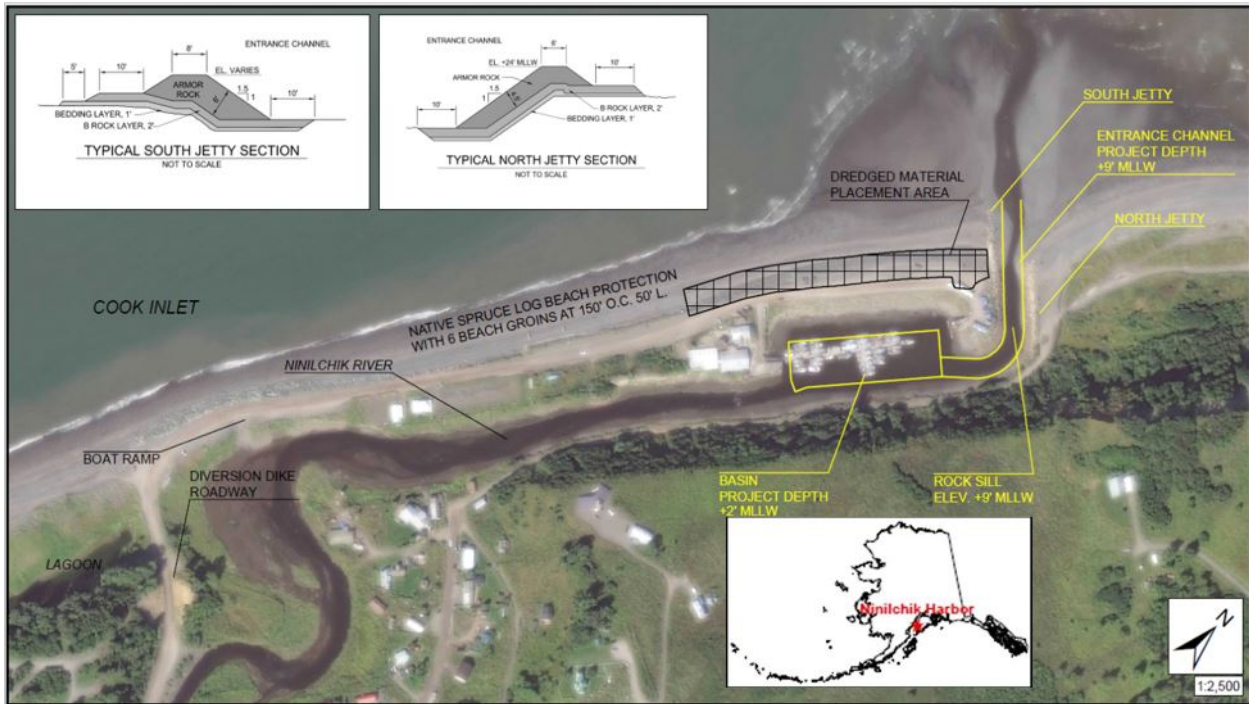 ENTRANCE CHANNEL
8'
5'
10'
EL. VARIES
ARMOR
ROCK
1.5
1
6'
10'
BEDDING LAYER, 1'
B ROCK LAYER, 2'
TYPICAL SOUTH JETTY SECTION
NOT TO SCALE
ENTRANCE CHANNEL
6'
EL. +24' MLLW
10'
ARMOR ROCK
1.5
1
4.5'
10'
B ROCK LAYER, 2'
BEDDING LAYER, 1'
TYPICAL NORTH JETTY SECTION
NOT TO SCALE
SOUTH JETTY
ENTRANCE CHANNEL
PROJECT DEPTH
+9' MLLW
DREDGED MATERIAL
PLACEMENT AREA
NORTH JETTY
COOK INLET
NATIVE SPRUCE LOG BEACH PROTECTION
WITH 6 BEACH GROINS AT 150' O.C. 50' L.
NINILCHIK RIVER
BOAT RAMP
DIVERSION DIKE
ROADWAY
LAGOON
BASIN
PROJECT DEPTH
+2' MLLW
ROCK SILL
ELEV. +9' MLLW
Ninilchik Harbor
N
1:2,500